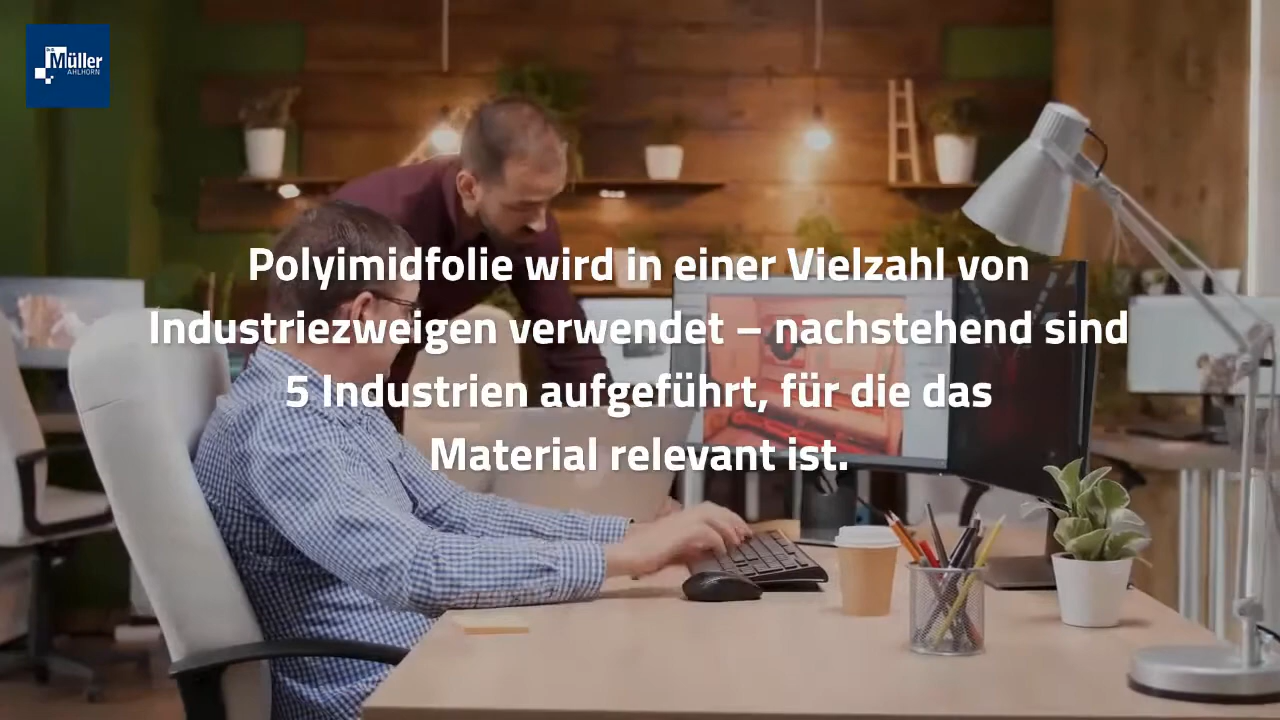 Müller
AHLHORN
Polyimidfolie wird in einer Vielzahl von
Industriezweigen verwendet – nachstehend sind
5 Industrien aufgeführt, für die das
Material relevant ist.